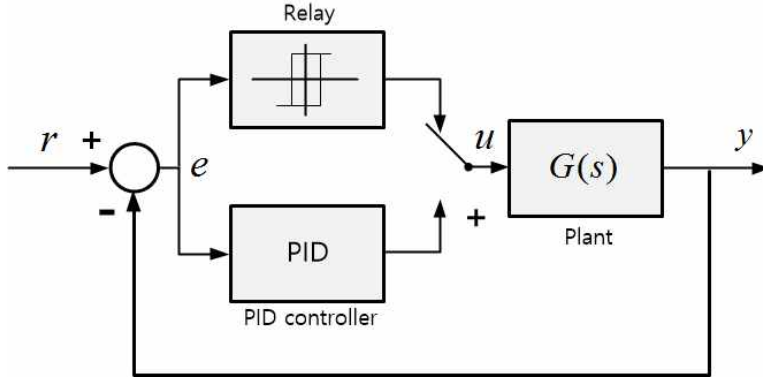 Relay
r
+
e
-
u
G(s)
y
+
Plant
PID
PID controller